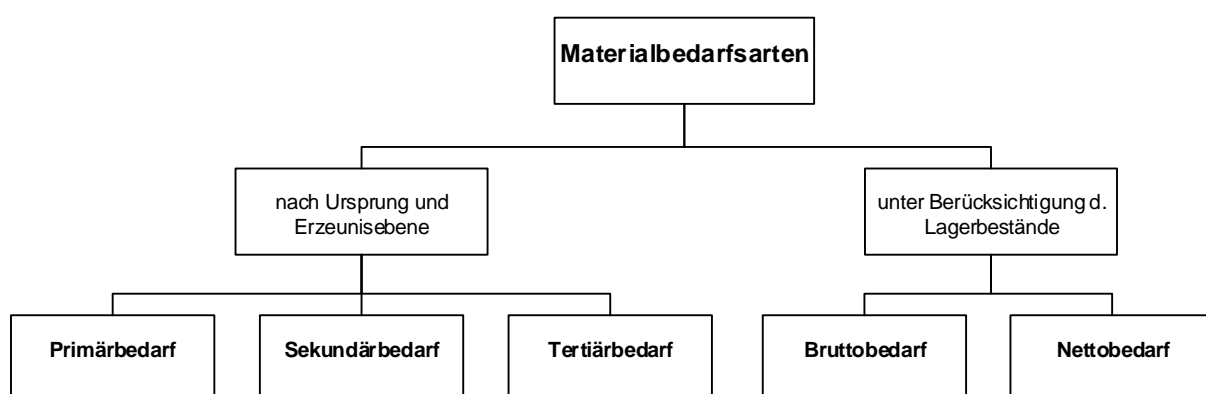 Materialbedarfsarten
nach Ursprung und
Erzeunisebene
unter Berücksichtigung d.
Lagerbestände
Primärbedarf
Sekundärbedarf
Tertiärbedarf
Bruttobedarf
Nettobedarf